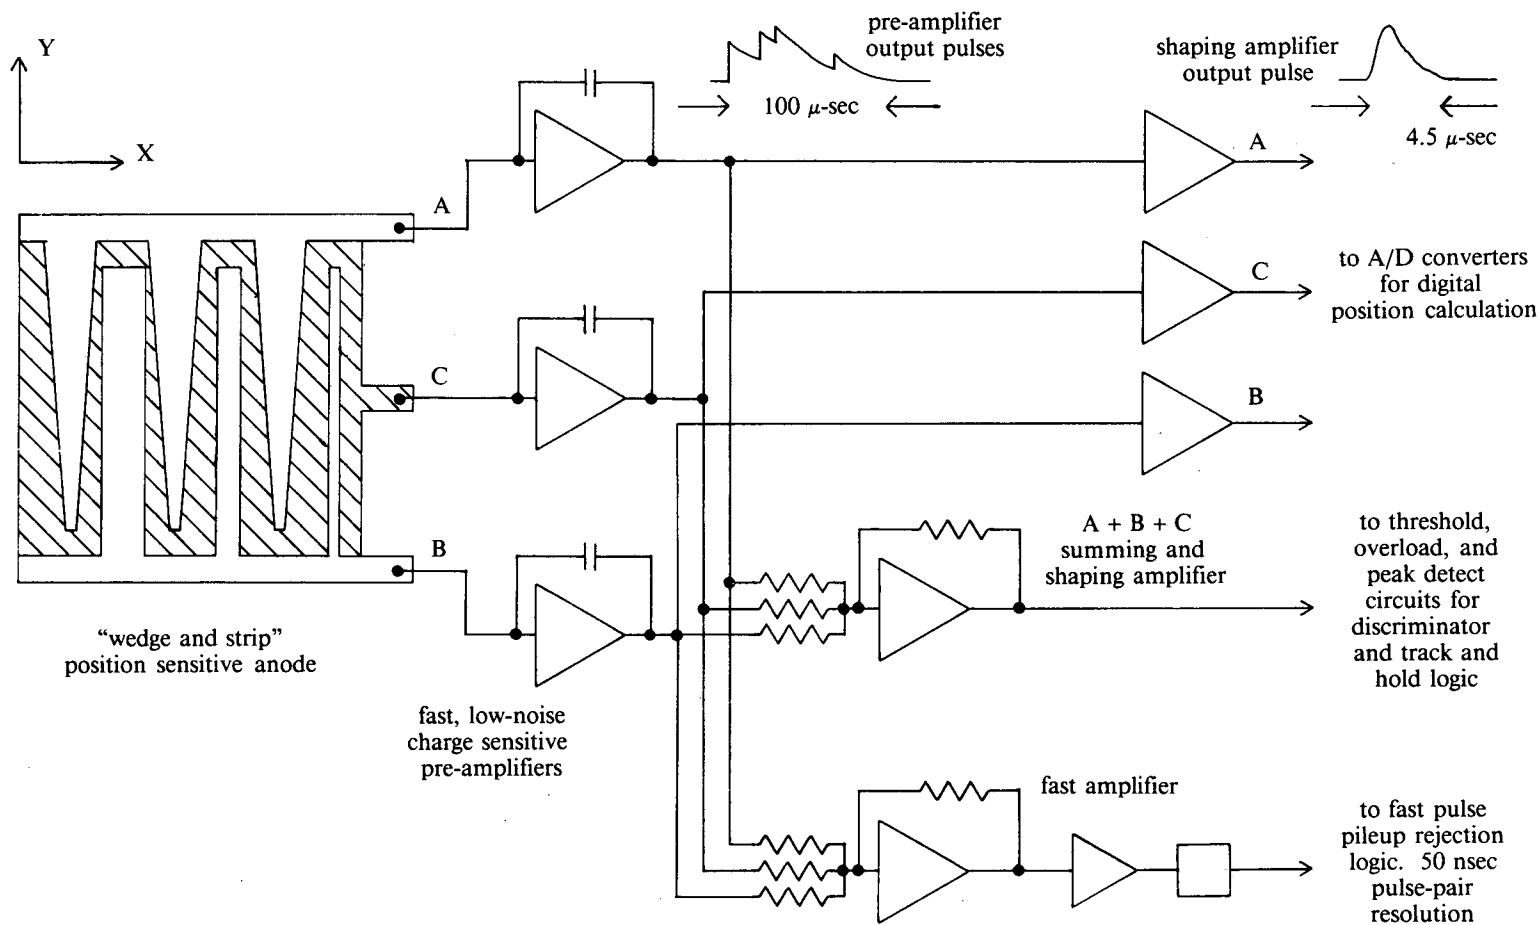 Y
X
pre-amplifier
output pulses
100 μ-sec
shaping amplifier
output pulse
4.5 μ-sec
A
A
C
to A/D converters
for digital
position calculation
C
B
B
A + B + C
summing and
shaping amplifier
to threshold,
overload, and
peak detect
circuits for
discriminator
and track and
hold logic
“wedge and strip”
position sensitive anode
fast, low-noise
charge sensitive
pre-amplifiers
fast amplifier
to fast pulse
pileup rejection
logic. 50 nsec
pulse-pair
resolution